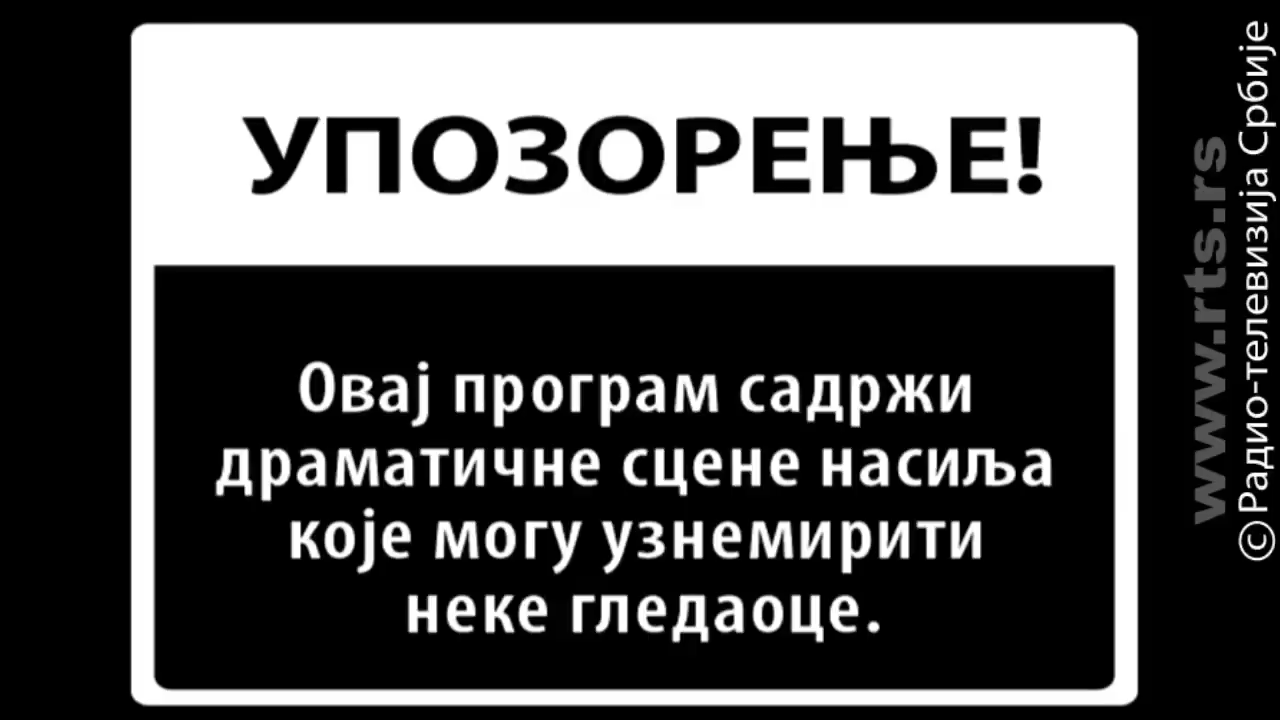 УПОЗОРЕЊЕ!
Овај програм садржи
драматичне сцене насиља
које могу узнемирити
неке гледаоце.
www.rts.rs
©Радио-телевизија Србије